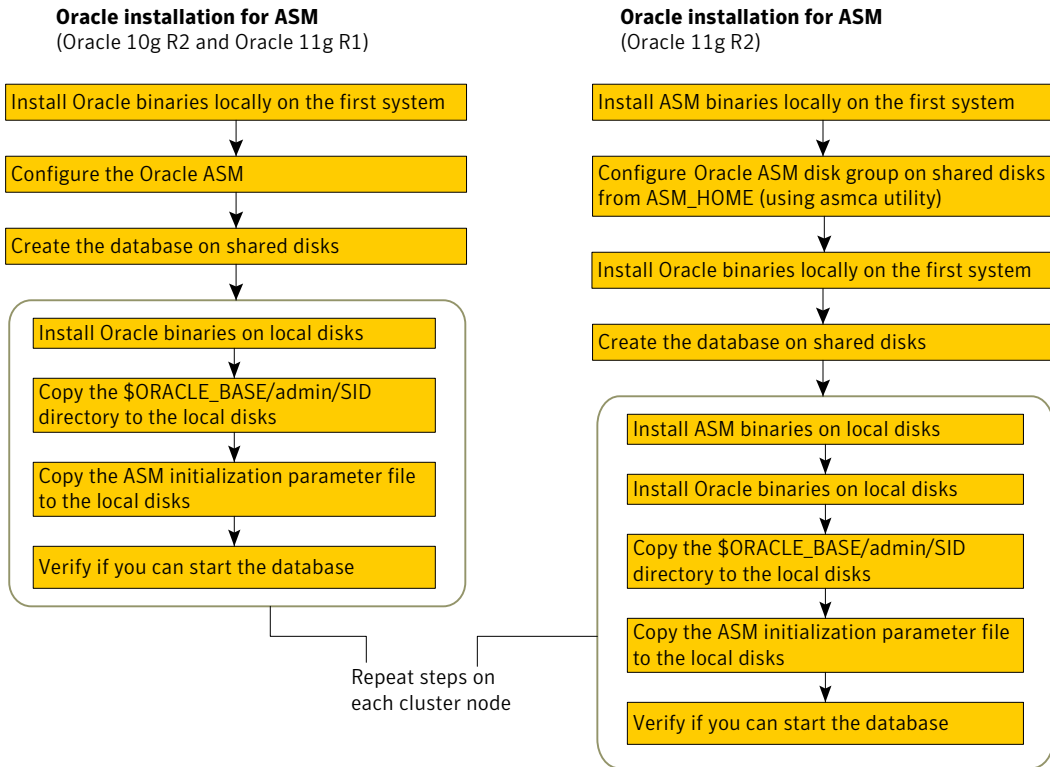 Oracle installation for ASM
(Oracle 10g R2 and Oracle 11g R1)
Install Oracle binaries locally on the first system
Configure the Oracle ASM
Create the database on shared disks
Install Oracle binaries on local disks
Copy the $ORACLE_BASE/admin/SID
directory to the local disks
Copy the ASM initialization parameter file
to the local disks
Verify if you can start the database
Oracle installation for ASM
(Oracle 11g R2)
Install ASM binaries locally on the first system
Configure Oracle ASM disk group on shared disks
from ASM_HOME (using asmca utility)
Install Oracle binaries locally on the first system
Create the database on shared disks
Install ASM binaries on local disks
Install Oracle binaries on local disks
Copy the $ORACLE_BASE/admin/SID
directory to the local disks
Copy the ASM initialization parameter file
to the local disks
Verify if you can start the database
Repeat steps on
each cluster node